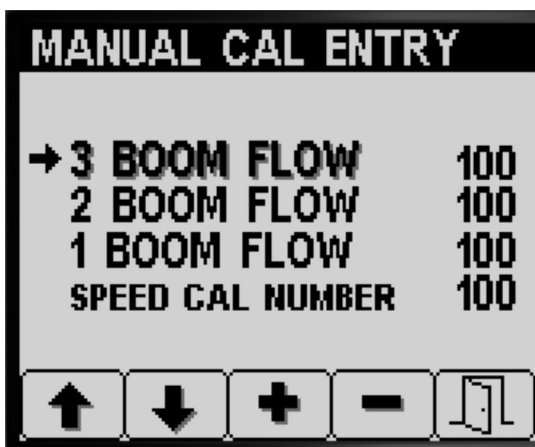 MANUAL CAL ENTRY
3 BOOM FLOW 100
2 BOOM FLOW 100
1 BOOM FLOW 100
SPEED CAL NUMBER 100